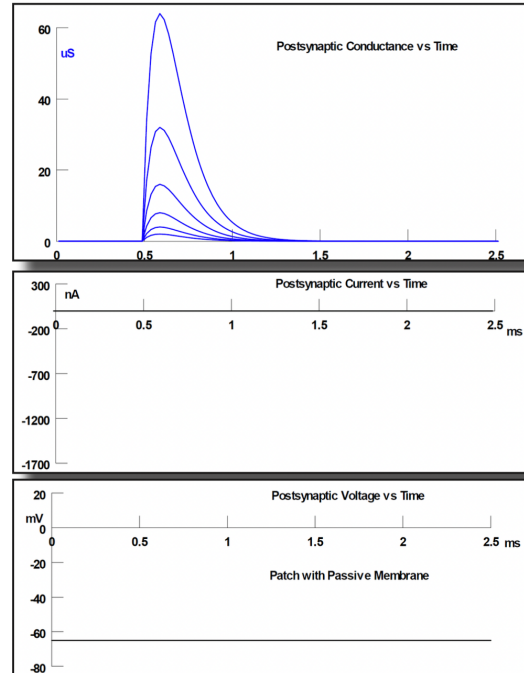 60
uS
Postsynaptic Conductance vs Time
40
20
0
0 0.5 1 1.5 2 2.5
300
nA
Postsynaptic Current vs Time
-200
0 0.5 1 1.5 2 2.5 ms
-700
-1200
-1700
20
Postsynaptic Voltage vs Time
mV
0
0.5 1 1.5 2 2.5 ms
-20
Patch with Passive Membrane
-40
-60
-80